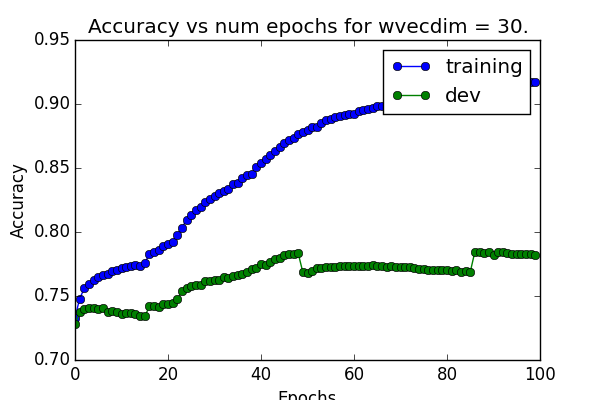 Accuracy vs num epochs for wvecdim = 30.
0.95
0.90
0.85
0.80
0.75
0.70
Accuracy
training
dev
0 20 40 60 80 100
Epochs